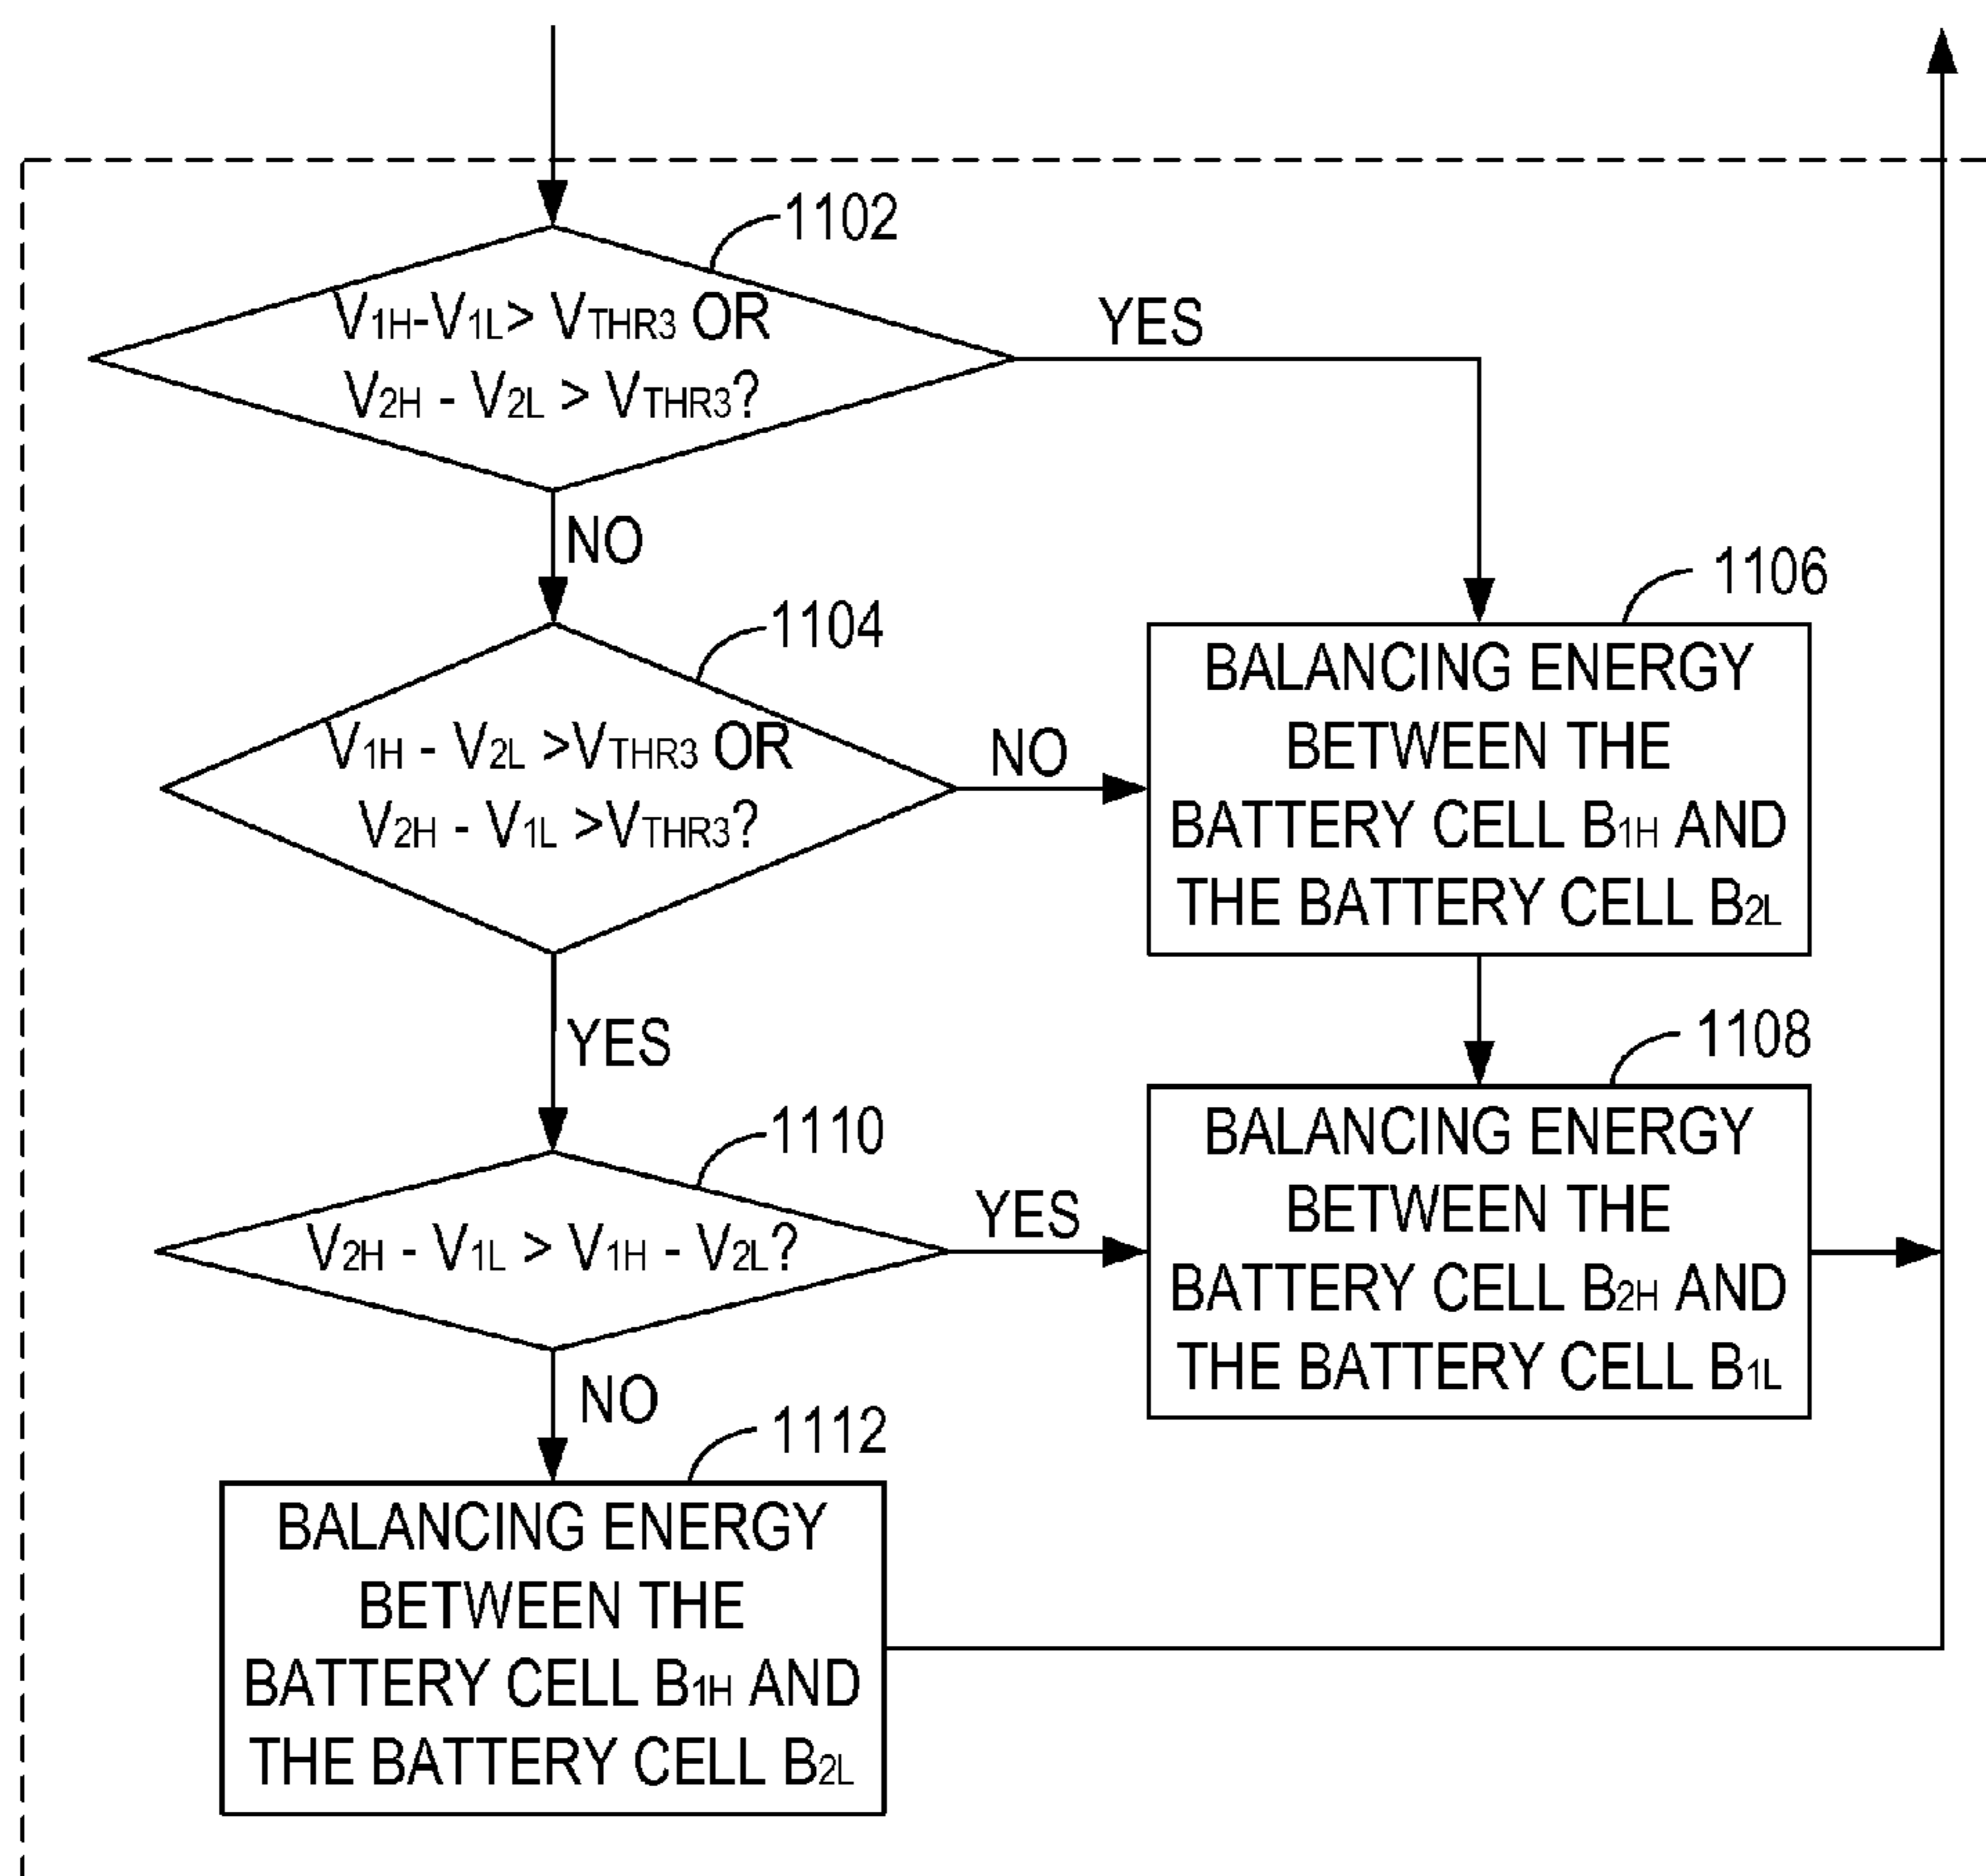 1102
V1H-V1L> VTHR3 OR
V2H - V2L > VTHR3?
YES
NO
1104
V1H - V2L >VTHR3 OR
V2H - V1L >VTHR3?
NO
1106
BALANCING ENERGY
BETWEEN THE
BATTERY CELL B1H AND
THE BATTERY CELL B2L
YES
1108
BALANCING ENERGY
BETWEEN THE
BATTERY CELL B2H AND
THE BATTERY CELL B1L
1110
V2H - V1L > V1H - V2L?
YES
NO
1112
BALANCING ENERGY
BETWEEN THE
BATTERY CELL B1H AND
THE BATTERY CELL B2L